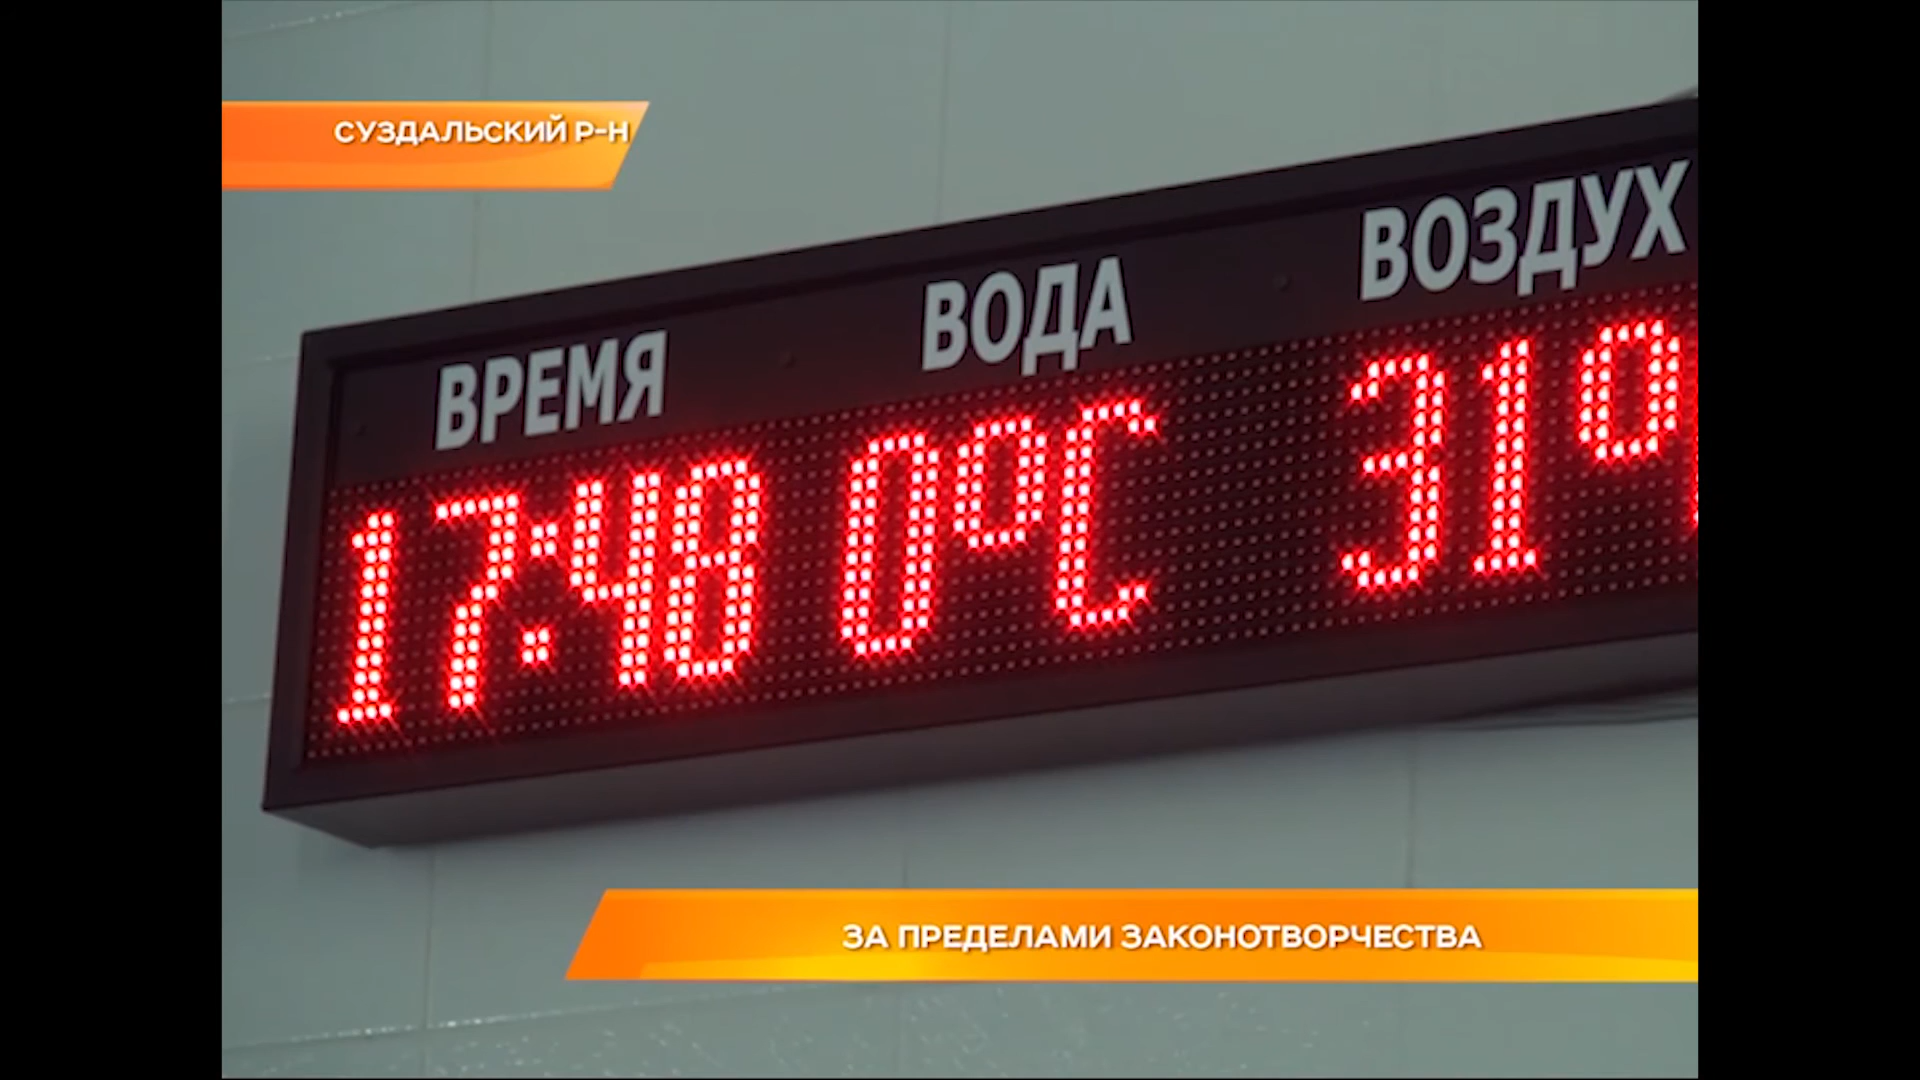 СУЗДАЛЬСКИЙ Р-Н
ВРЕМЯ ВОДА ВОЗДУХ
17:48 0°C 31°
ЗА ПРЕДЕЛАМИ ЗАКОНОТВОРЧЕСТВА